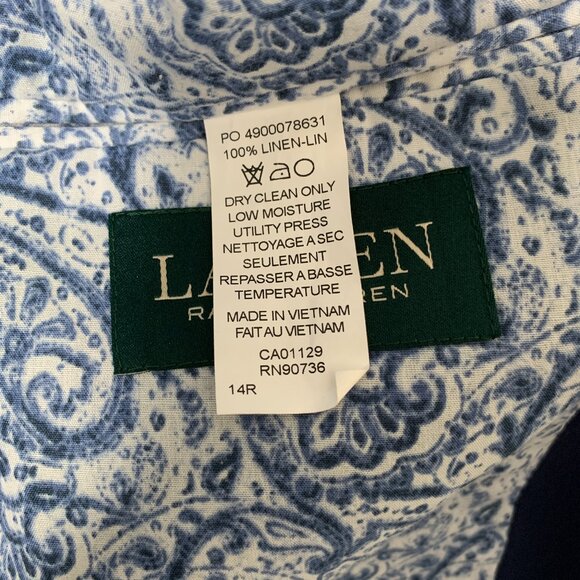 PO 4900078631
100% LINEN-LIN
DRY CLEAN ONLY
LOW MOISTURE
UTILITY PRESS
NETTOYAGE A SEC
SEULEMENT
REPASSER A BASSE
TEMPERATURE
MADE IN VIETNAM
FAIT AU VIETNAM
CA01129
RN90736
14R